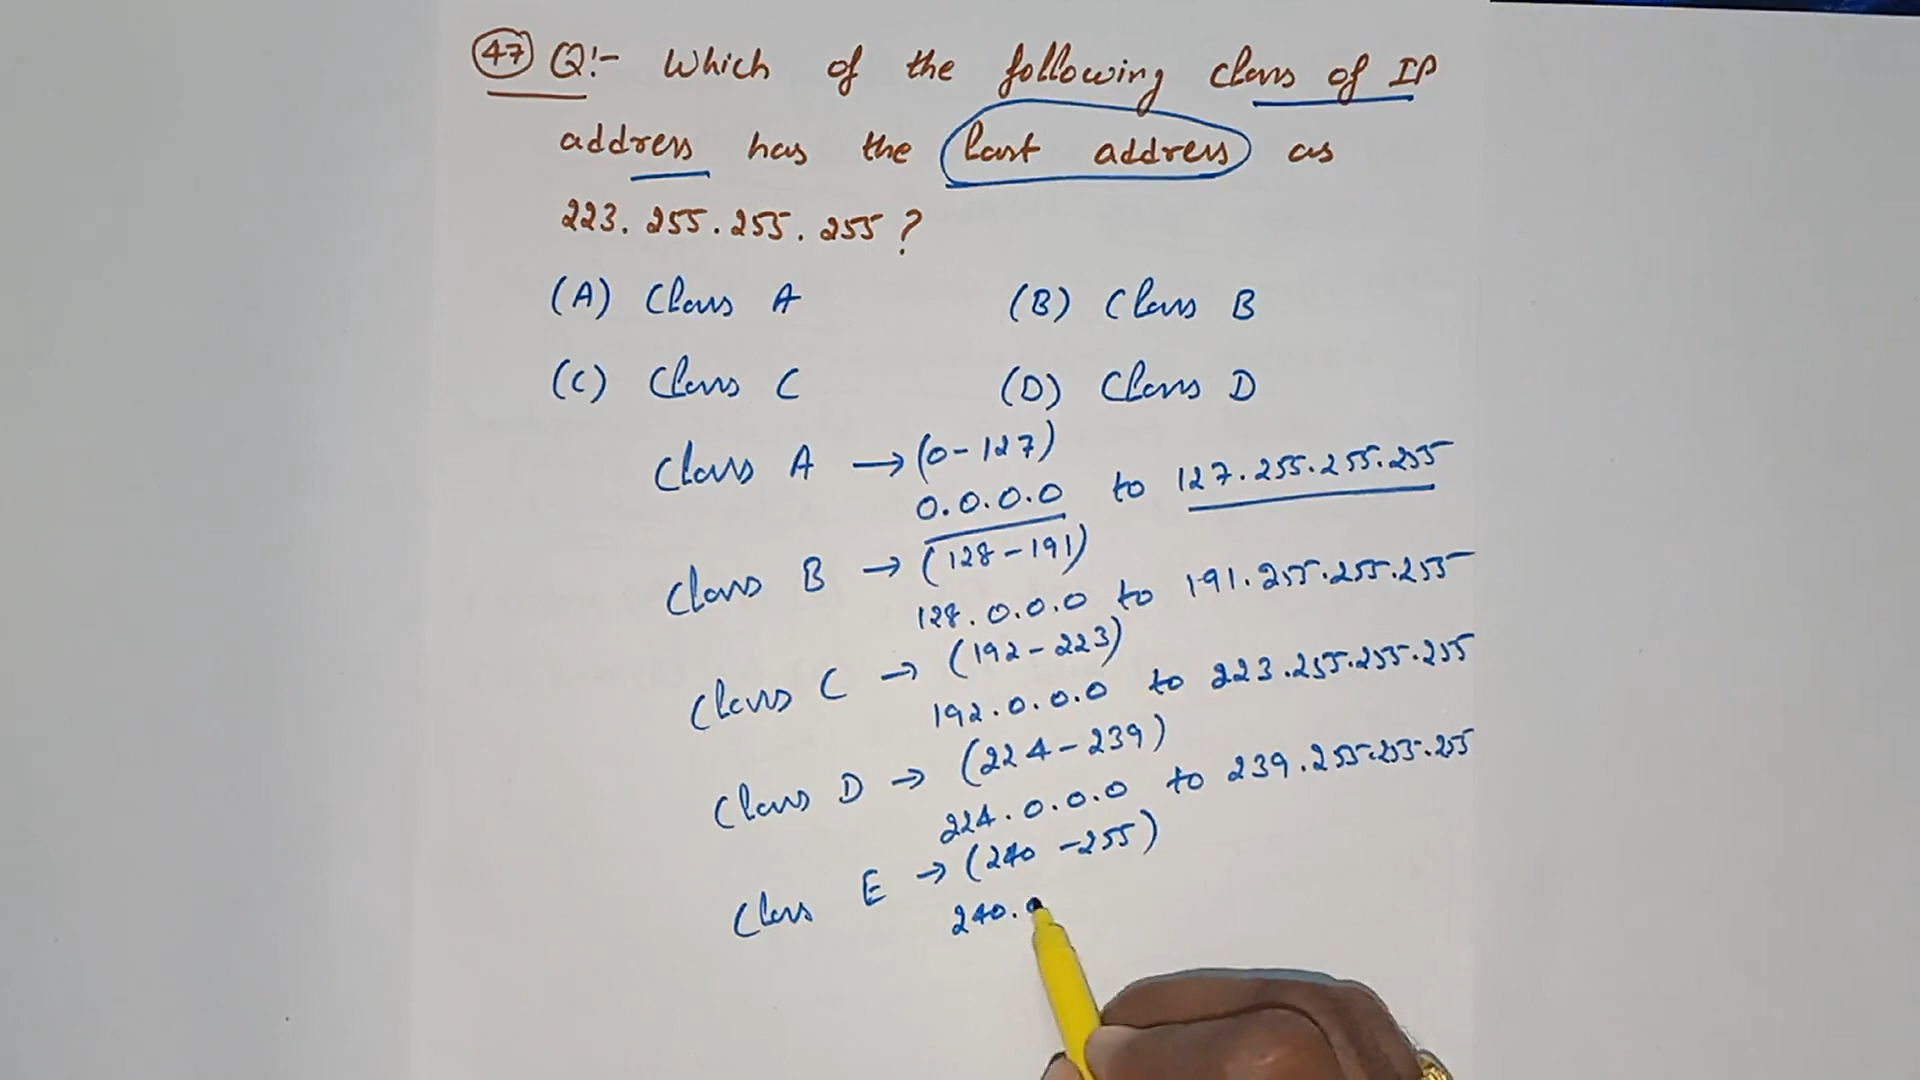 47 Q:- Which of the following class of IP
address has the last address as
223.255.255.255?
(A) Class A (B) Class B
(C) Class C (D) Class D
Class A → (0-127)
0.0.0.0 to 127.255.255.255
Class B → (128-191)
128.0.0.0 to 191.255.255.255
Class C → (192-223)
192.0.0.0 to 223.255.255.255
Class D → (224-239)
224.0.0.0 to 239.255.255.255
Class E → (240-255)
240.0